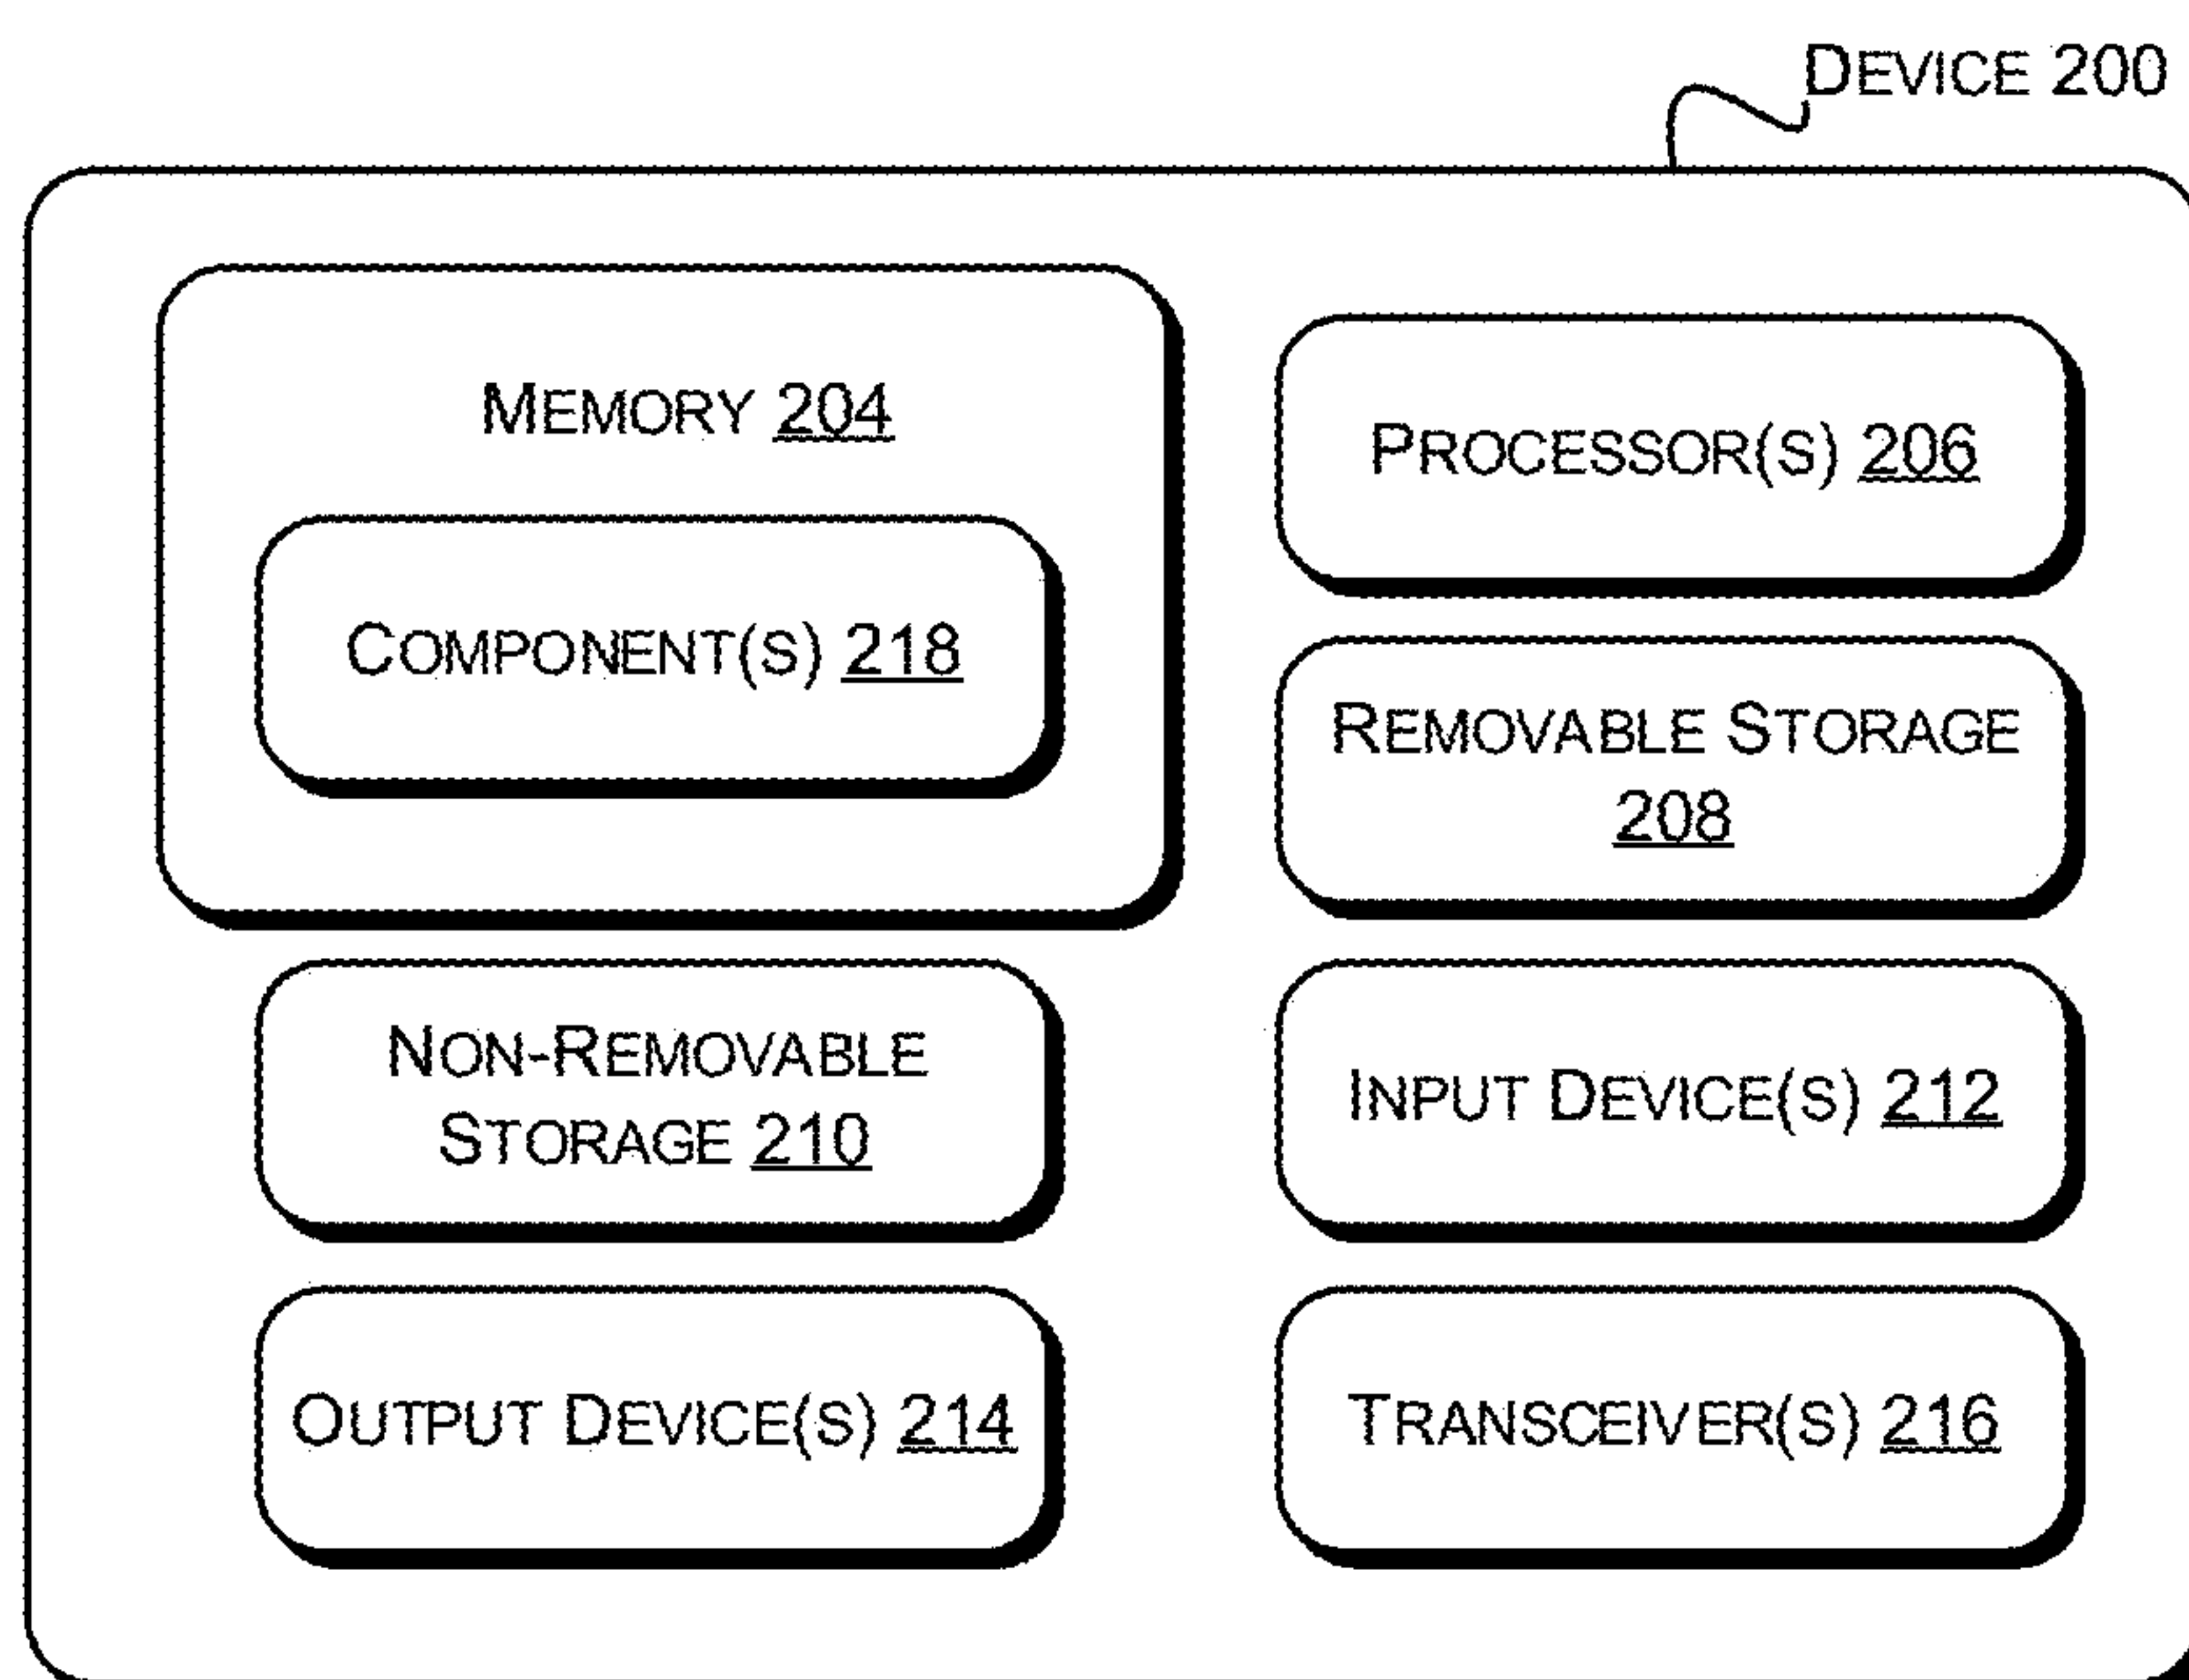 DEVICE 200
MEMORY 204
COMPONENT(S) 218
PROCESSOR(S) 206
REMOVABLE STORAGE
208
NON-REMOVABLE
STORAGE 210
INPUT DEVICE(S) 212
OUTPUT DEVICE(S) 214
TRANSCEIVER(S) 216